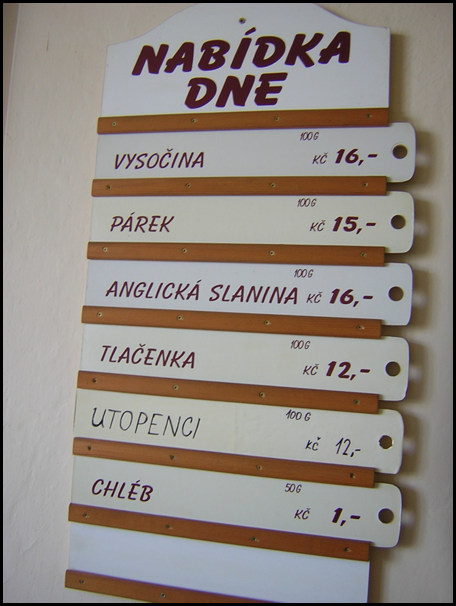 NABÍDKA
DNE
VYSOČINA 100G KČ 16,-
PÁREK 100G KČ 15,-
ANGLICKÁ SLANINA 100G KČ 16,-
TLAČENKA 100G KČ 12,-
UTOPENCI 100G KČ 12,-
CHLÉB 50G KČ 1,-